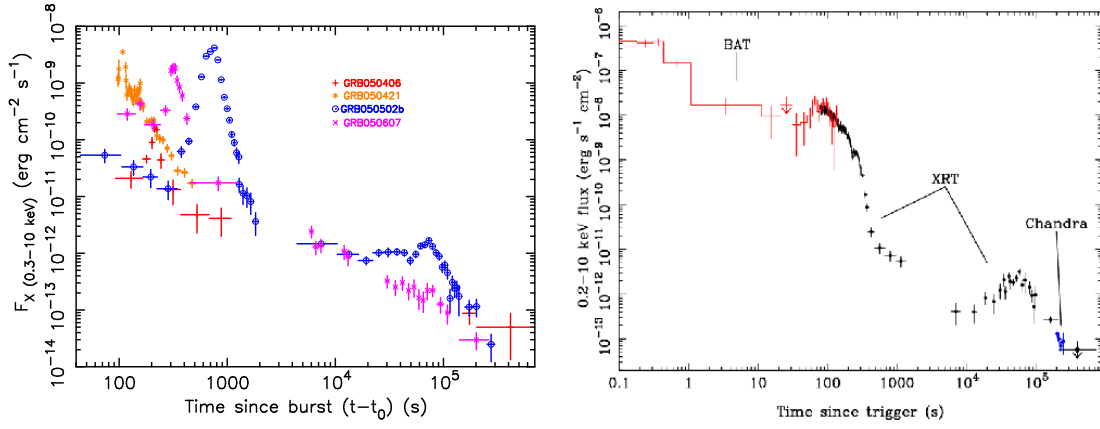 F_X (0.3−10 keV) (erg cm⁻² s⁻¹)
10⁻⁸
10⁻⁹
10⁻¹⁰
10⁻¹¹
10⁻¹²
10⁻¹³
10⁻¹⁴
GRB050406
GRB050421
GRB050502b
GRB050607
100 1000 10⁴ 10⁵
Time since burst (t−t₀) (s)
0.2−10 keV flux (erg s⁻¹ cm⁻²)
10⁻⁶
10⁻⁷
10⁻⁸
10⁻⁹
10⁻¹⁰
10⁻¹¹
10⁻¹²
10⁻¹³
BAT
XRT
Chandra
0.1 1 10 100 1000 10⁴ 10⁵
Time since trigger (s)